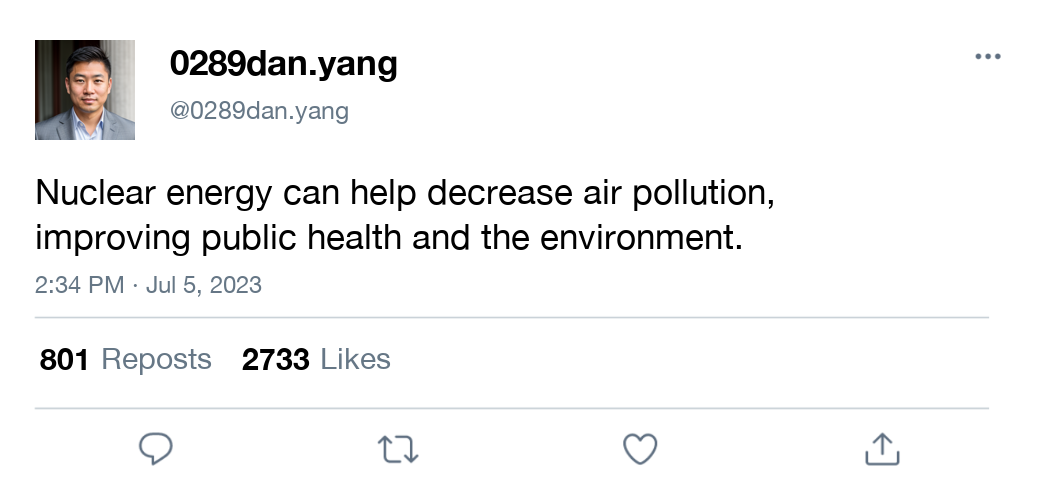 0289dan.yang
@0289dan.yang
Nuclear energy can help decrease air pollution,
improving public health and the environment.
2:34 PM · Jul 5, 2023
801 Reposts 2733 Likes